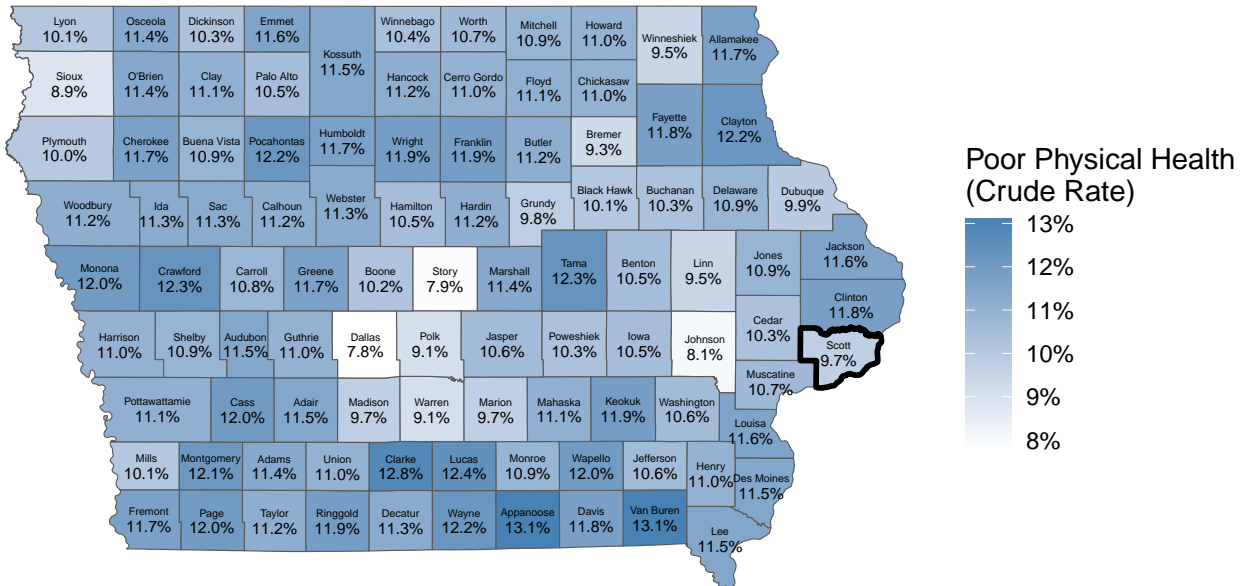 Lyon
10.1%
Osceola
11.4%
Dickinson
10.3%
Emmet
11.6%
Kossuth
11.5%
Winnebago
10.4%
Worth
10.7%
Mitchell
10.9%
Howard
11.0%
Winneshiek
9.5%
Allamakee
11.7%
Sioux
8.9%
O'Brien
11.4%
Clay
11.1%
Palo Alto
10.5%
Hancock
11.2%
Cerro Gordo
11.0%
Floyd
11.1%
Chickasaw
11.0%
Fayette
11.8%
Clayton
12.2%
Plymouth
10.0%
Cherokee
11.7%
Buena Vista
10.9%
Pocahontas
12.2%
Humboldt
11.7%
Wright
11.9%
Franklin
11.9%
Butler
11.2%
Bremer
9.3%
Woodbury
11.2%
Ida
11.3%
Sac
11.3%
Calhoun
11.2%
Webster
11.3%
Hamilton
10.5%
Hardin
11.2%
Grundy
9.8%
Black Hawk
10.1%
Buchanan
10.3%
Delaware
10.9%
Dubuque
9.9%
Monona
12.0%
Crawford
12.3%
Carroll
10.8%
Greene
11.7%
Boone
10.2%
Story
7.9%
Marshall
11.4%
Tama
12.3%
Benton
10.5%
Linn
9.5%
Jones
10.9%
Jackson
11.6%
Clinton
11.8%
Harrison
11.0%
Shelby
10.9%
Audubon
11.5%
Guthrie
11.0%
Dallas
7.8%
Polk
9.1%
Jasper
10.6%
Poweshiek
10.3%
Iowa
10.5%
Johnson
8.1%
Cedar
10.3%
Scott
9.7%
Muscatine
10.7%
Pottawattamie
11.1%
Cass
12.0%
Adair
11.5%
Madison
9.7%
Warren
9.1%
Marion
9.7%
Mahaska
11.1%
Keokuk
11.9%
Washington
10.6%
Louisa
11.6%
Mills
10.1%
Montgomery
12.1%
Adams
11.4%
Union
11.0%
Clarke
12.8%
Lucas
12.4%
Monroe
10.9%
Wapello
12.0%
Jefferson
10.6%
Henry
11.0%
Des Moines
11.5%
Fremont
11.7%
Page
12.0%
Taylor
11.2%
Ringgold
11.9%
Decatur
11.3%
Wayne
12.2%
Appanoose
13.1%
Davis
11.8%
Van Buren
13.1%
Lee
11.5%
Poor Physical Health
(Crude Rate)
13%
12%
11%
10%
9%
8%